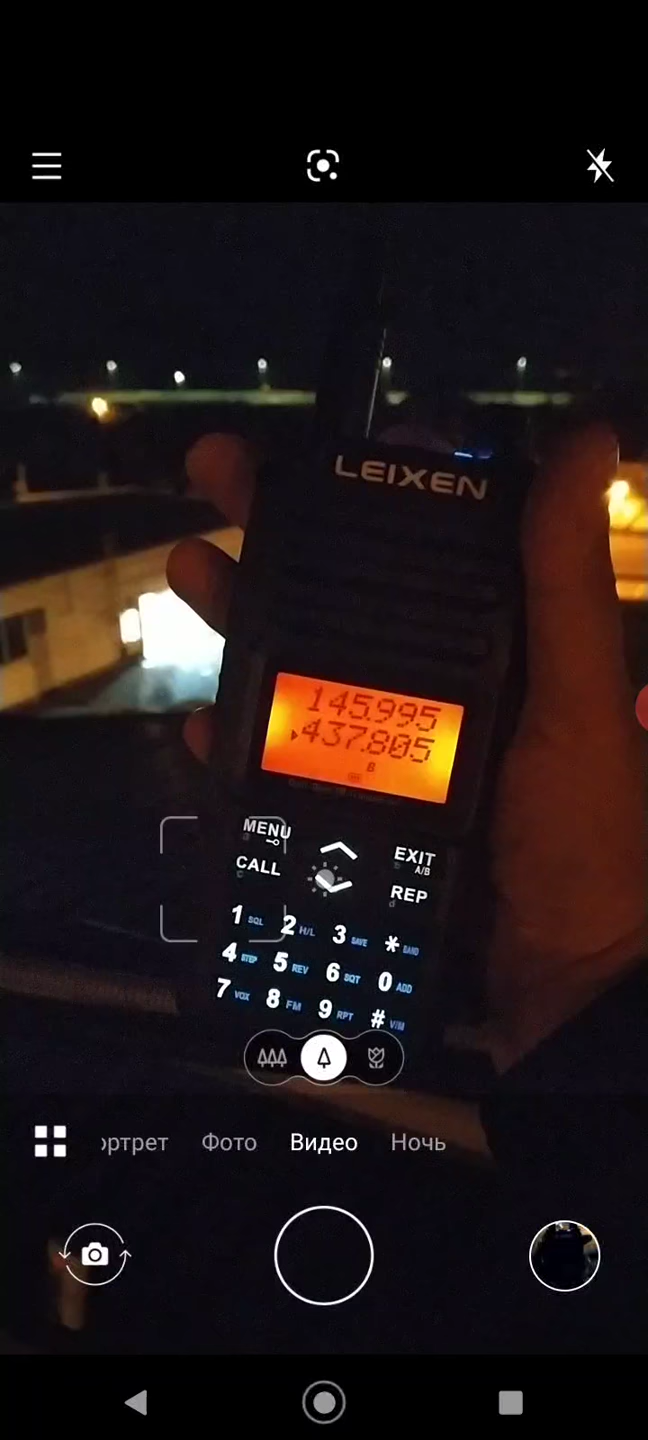 LEIXEN
145.995
437.805
B
MENU
EXIT
A/B
CALL
REP
1 SQL 2 H/L 3 SAVE * BAND
4 STEP 5 REV 6 SQT 0 ADD
7 VOX 8 FM 9 RPT # V/M
Фото Видео Ночь